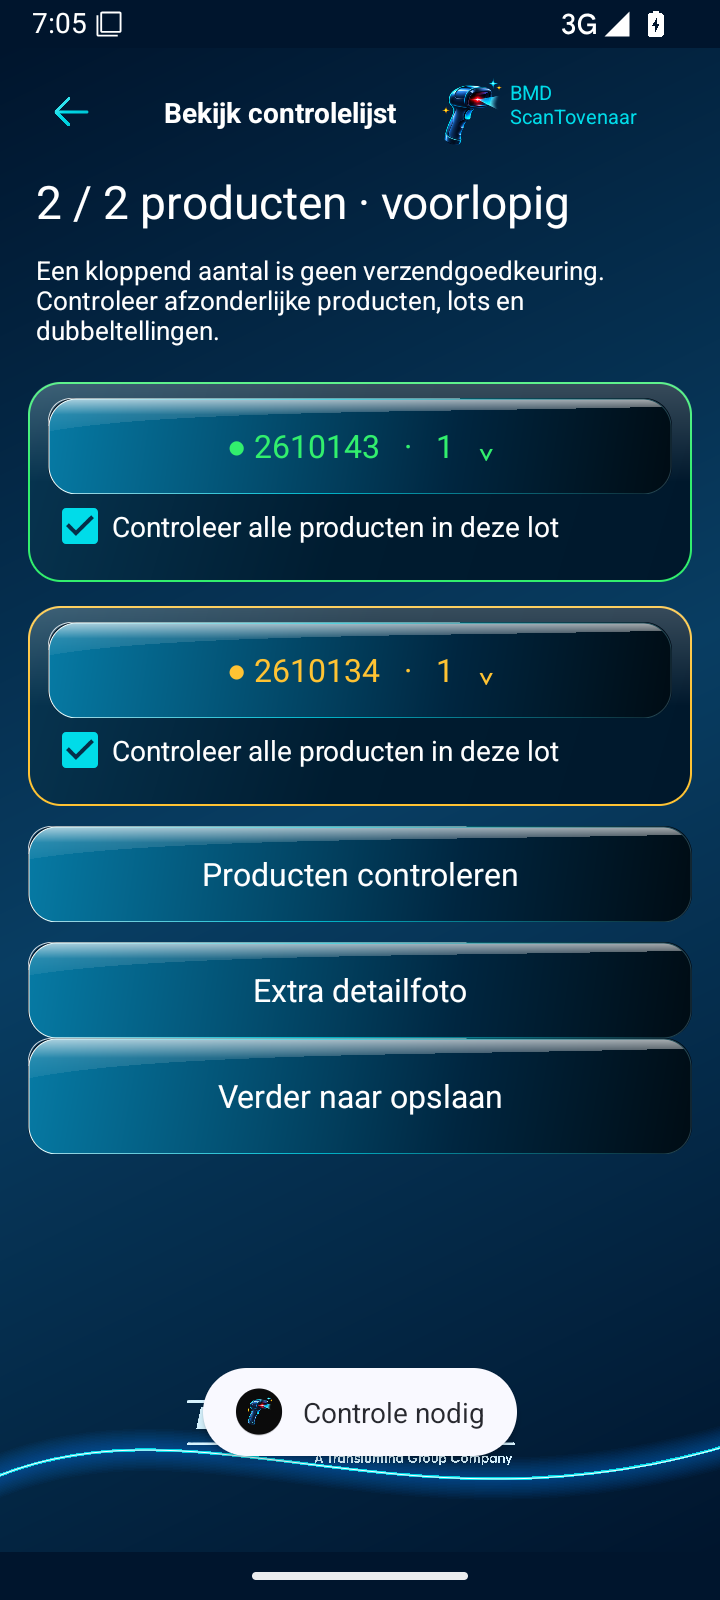 7:05
3G
Bekijk controlelijst
BMD
ScanTovenaar
2 / 2 producten · voorlopig
Een kloppend aantal is geen verzendgoedkeuring.
Controleer afzonderlijke producten, lots en
dubbeltellingen.
2610143 · 1
Controleer alle producten in deze lot
2610134 · 1
Controleer alle producten in deze lot
Producten controleren
Extra detailfoto
Verder naar opslaan
Controle nodig
A Translumind Group Company